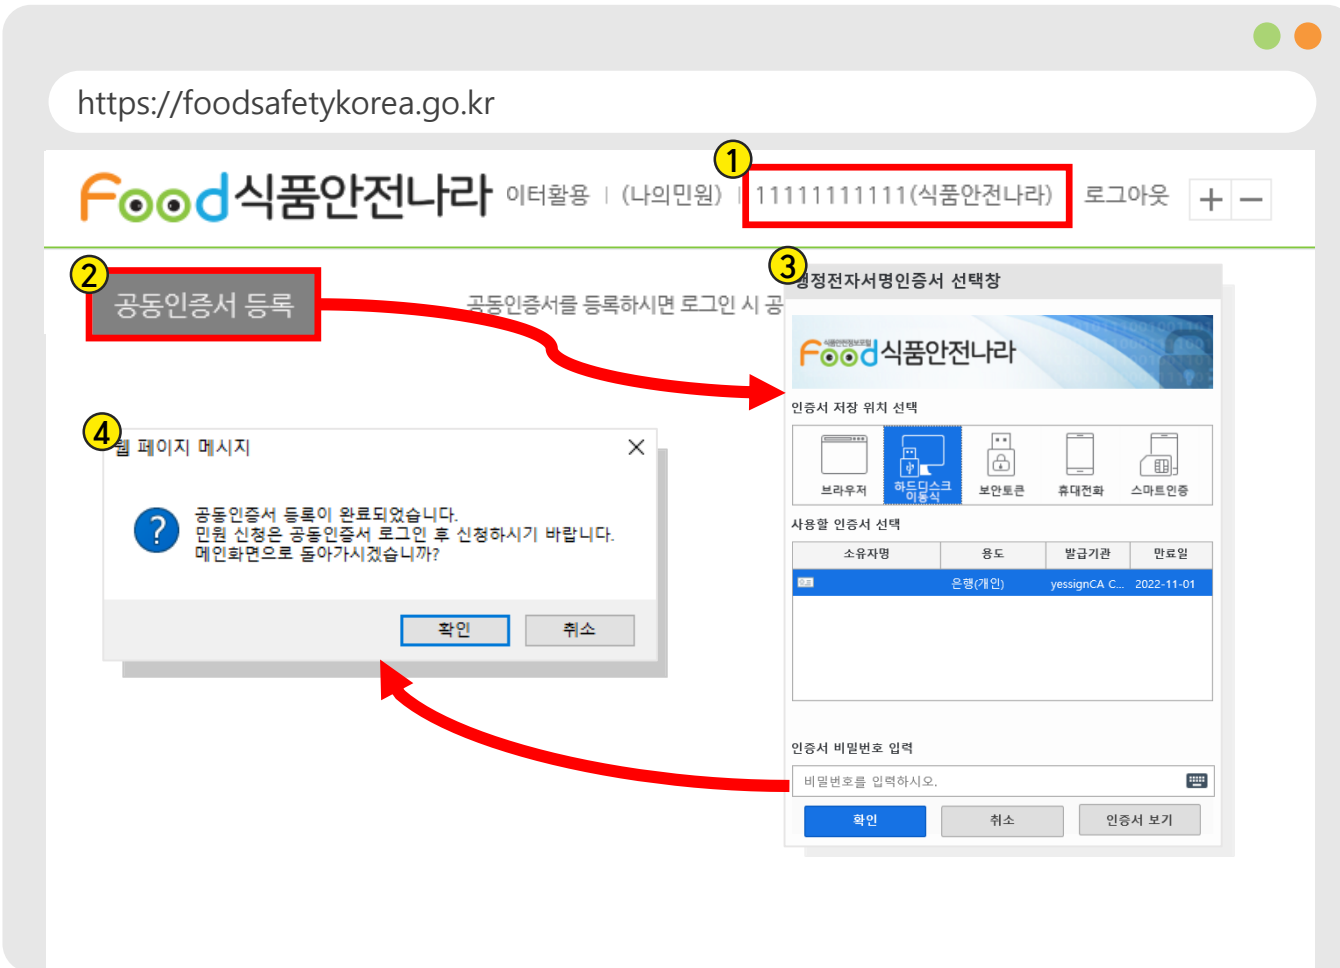 https://foodsafetykorea.go.kr
1
Food식품안전나라 이터활용 | (나의민원) | 11111111111(식품안전나라) 로그아웃 + −
2
공동인증서 등록
공동인증서를 등록하시면 로그인 시 공
3
행정전자서명인증서 선택창
Food식품안전나라
인증서 저장 위치 선택
브라우저
하드디스크
이동식
보안토큰
휴대전화
스마트인증
사용할 인증서 선택
소유자명 용도 발급기관 만료일
은행(개인) yessignCA C... 2022-11-01
인증서 비밀번호 입력
비밀번호를 입력하시오.
확인 취소 인증서 보기
4
웹 페이지 메시지
공동인증서 등록이 완료되었습니다.
민원 신청은 공동인증서 로그인 후 신청하시기 바랍니다.
메인화면으로 돌아가시겠습니까?
확인 취소